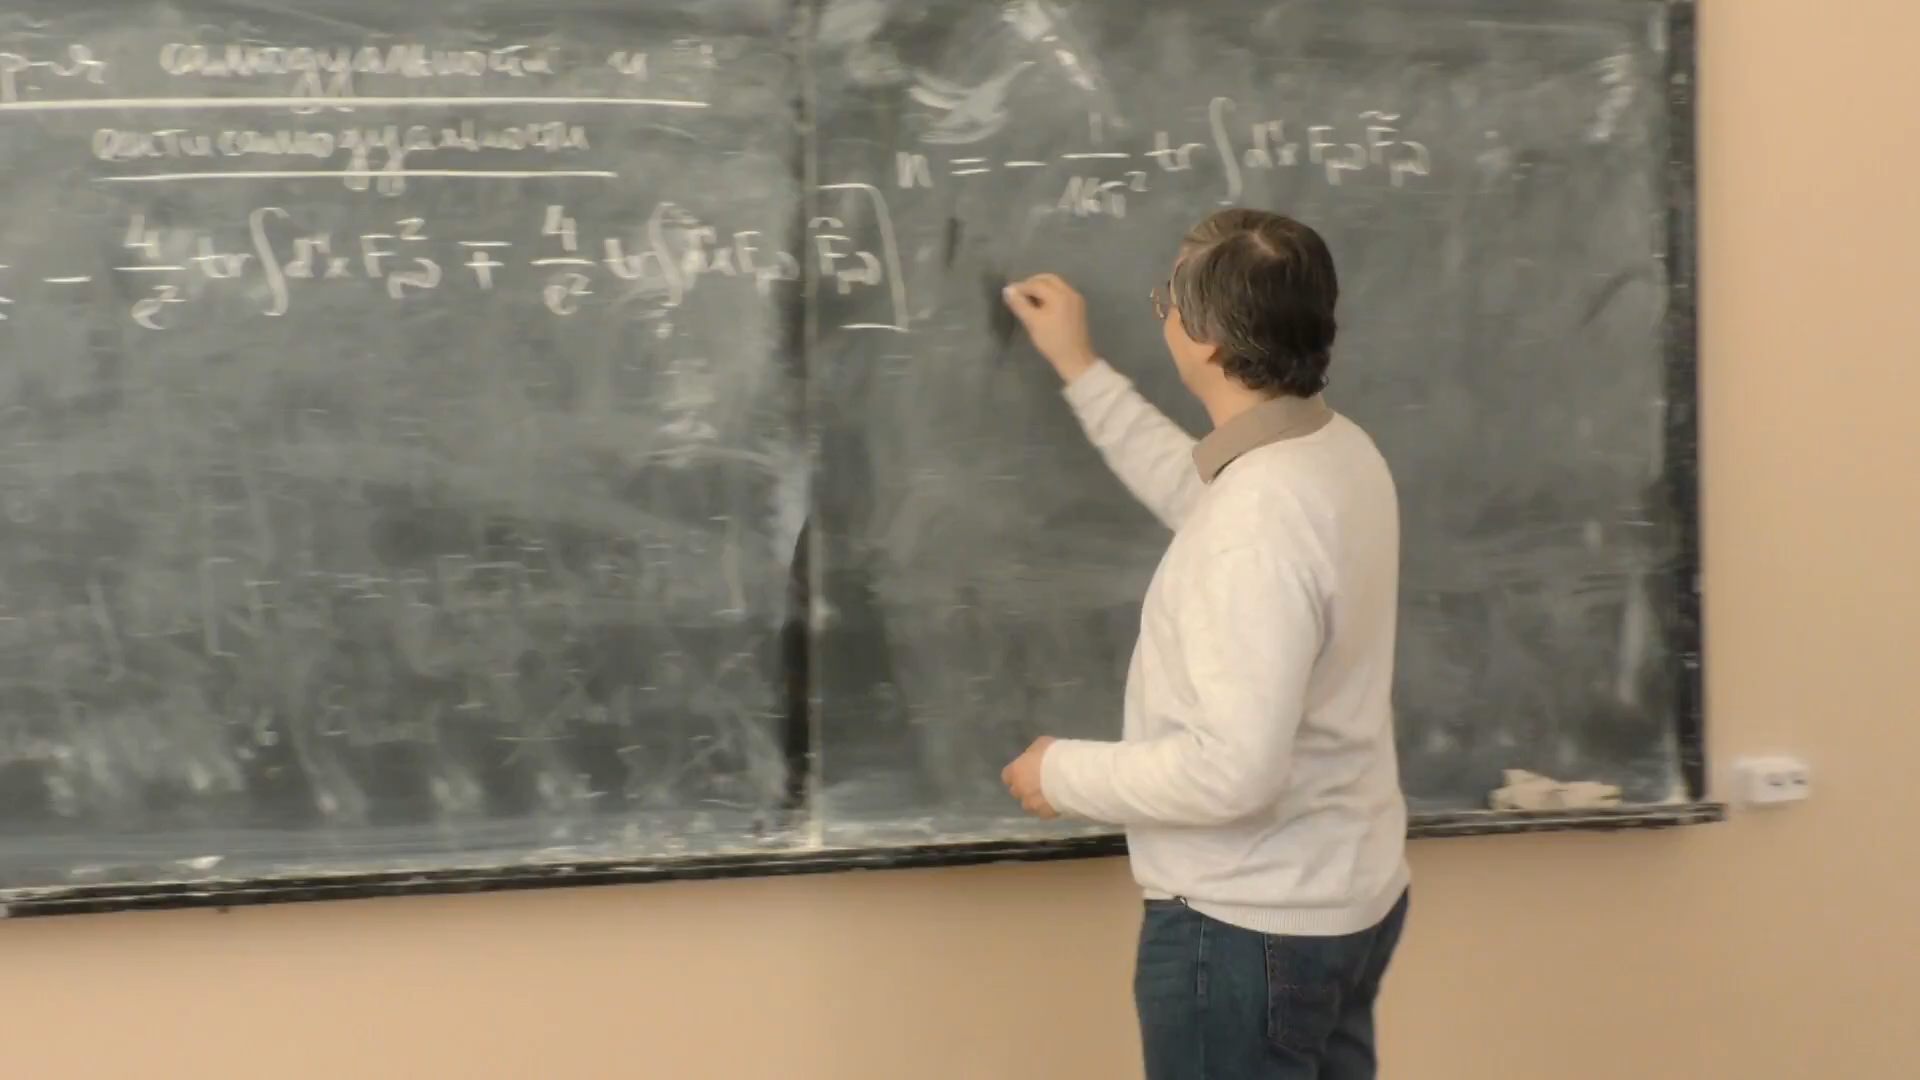 р-я самодуальности и
антисамодуальности
n = - 1/16π² tr ∫d⁴x Fμν F̃μν
= - 4/e² tr ∫d⁴x F²μν ∓ 4/e² tr ∫d⁴x Fμν F̃μν ]